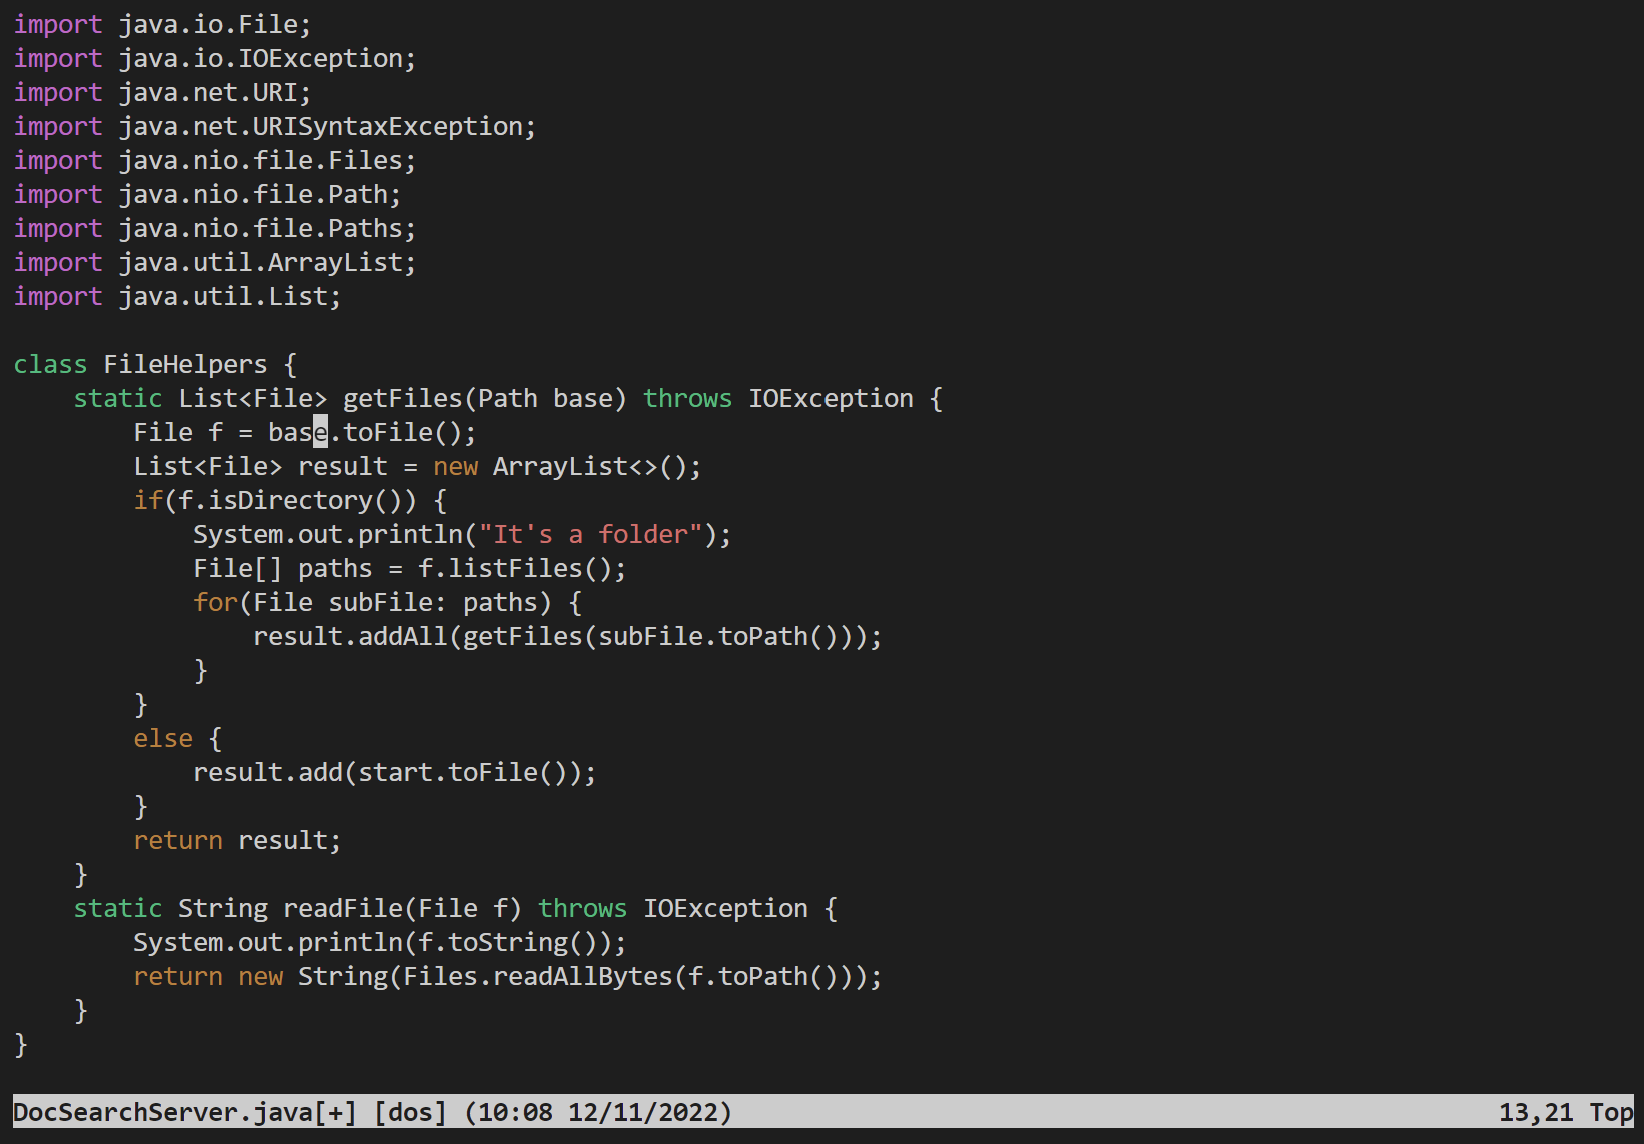 import java.io.File;
import java.io.IOException;
import java.net.URI;
import java.net.URISyntaxException;
import java.nio.file.Files;
import java.nio.file.Path;
import java.nio.file.Paths;
import java.util.ArrayList;
import java.util.List;

class FileHelpers {
    static List<File> getFiles(Path base) throws IOException {
        File f = base.toFile();
        List<File> result = new ArrayList<>();
        if(f.isDirectory()) {
            System.out.println("It's a folder");
            File[] paths = f.listFiles();
            for(File subFile: paths) {
                result.addAll(getFiles(subFile.toPath()));
            }
        }
        else {
            result.add(start.toFile());
        }
        return result;
    }
    static String readFile(File f) throws IOException {
        System.out.println(f.toString());
        return new String(Files.readAllBytes(f.toPath()));
    }
}
DocSearchServer.java[+] [dos] (10:08 12/11/2022) 13,21 Top